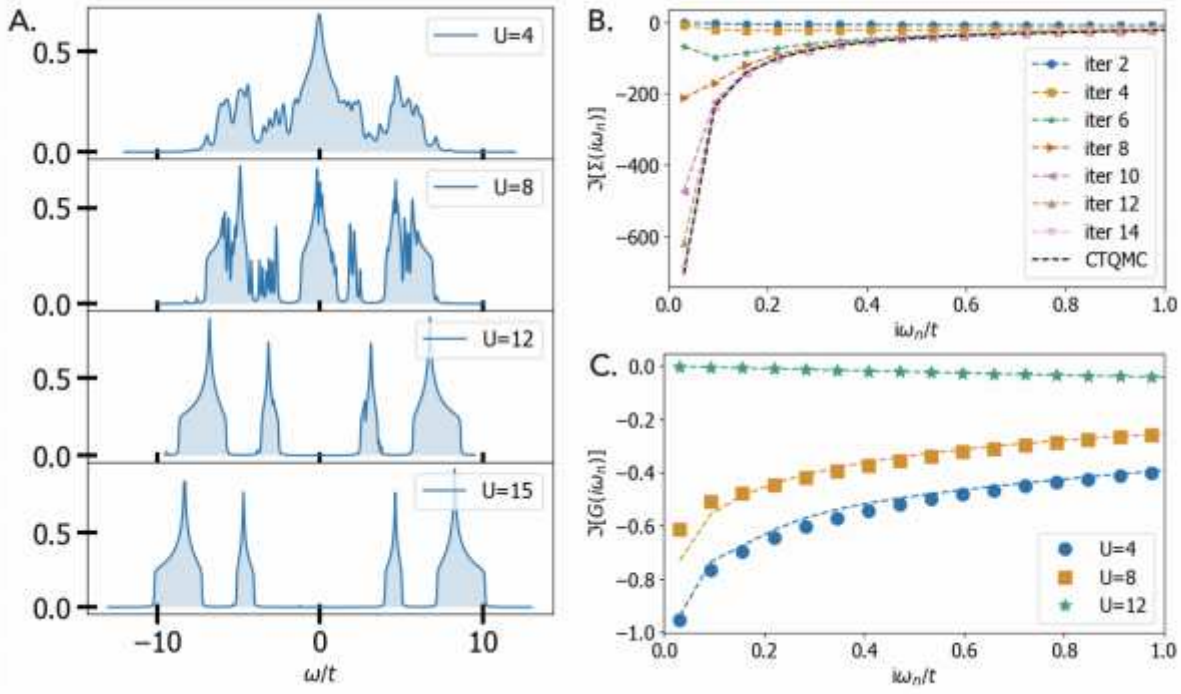 A.
0.5
0.0
U=4
0.5
0.0
U=8
0.5
0.0
U=12
0.5
0.0
U=15
−10
0
10
ω/t
B.
0
−200
−400
−600
ℑ[Σ(iωₙ)]
iter 2
iter 4
iter 6
iter 8
iter 10
iter 12
iter 14
CTQMC
0.0
0.2
0.4
0.6
0.8
1.0
iωₙ/t
C.
0.0
−0.2
−0.4
−0.6
−0.8
−1.0
ℑ[G(iωₙ)]
U=4
U=8
U=12
0.0
0.2
0.4
0.6
0.8
1.0
iωₙ/t